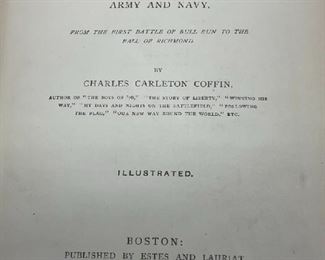 ARMY AND NAVY.
FROM THE FIRST BATTLE OF BULL RUN TO THE
FALL OF RICHMOND
BY
CHARLES CARLETON COFFIN,
AUTHOR OF "THE BOYS OF '76," "THE STORY OF LIBERTY," "WINNING HIS
WAY," "MY DAYS AND NIGHTS ON THE BATTLEFIELD," "FOLLOWING
THE FLAG," "OUR NEW WAY ROUND THE WORLD," ETC.
ILLUSTRATED.
BOSTON:
PUBLISHED BY ESTES AND LAURIAT